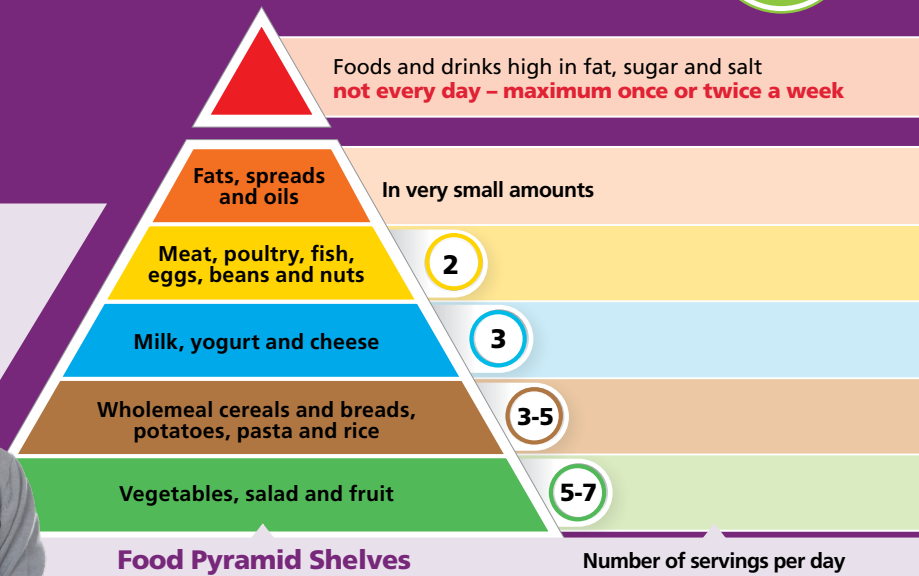 Foods and drinks high in fat, sugar and salt
not every day – maximum once or twice a week
Fats, spreads
and oils
In very small amounts
Meat, poultry, fish,
eggs, beans and nuts
2
Milk, yogurt and cheese
3
Wholemeal cereals and breads,
potatoes, pasta and rice
3-5
Vegetables, salad and fruit
5-7
Food Pyramid Shelves
Number of servings per day